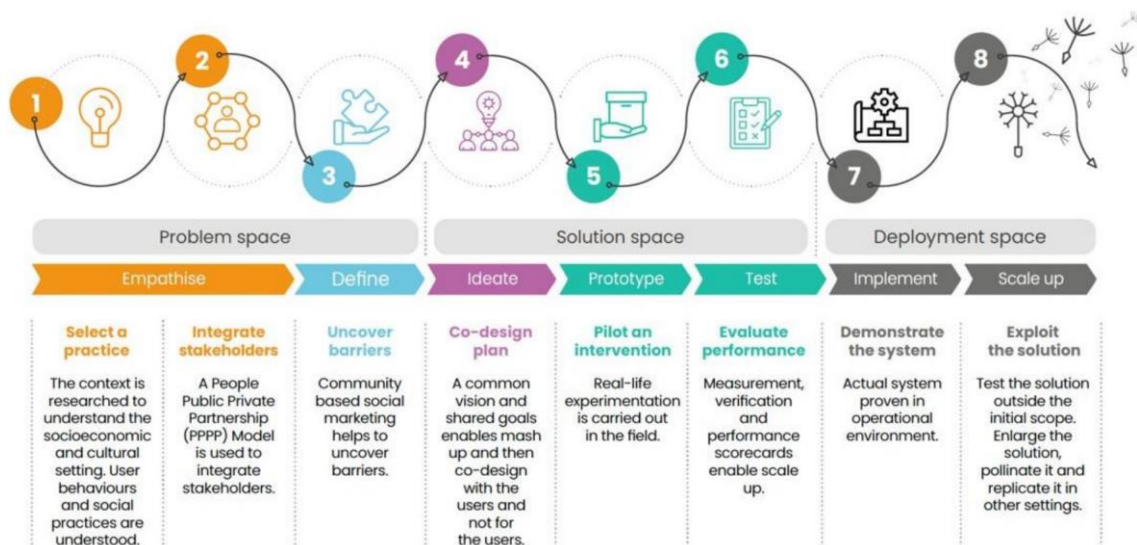 1
2
3
4
5
6
7
8
Problem space
Solution space
Deployment space
Empathise
Define
Ideate
Prototype
Test
Implement
Scale up
Select a
practice
The context is
researched to
understand the
socioeconomic
and cultural
setting. User
behaviours
and social
practices are
understood.
Integrate
stakeholders
A People
Public Private
Partnership
(PPPP) Model
is used to
integrate
stakeholders.
Uncover
barriers
Community
based social
marketing
helps to
uncover
barriers.
Co-design
plan
A common
vision and
shared goals
enables mash
up and then
co-design
with the
users and
not for
the users.
Pilot an
intervention
Real-life
experimentation
is carried out
in the field.
Evaluate
performance
Measurement,
verification
and
performance
scorecards
enable scale
up.
Demonstrate
the system
Actual system
proven in
operational
environment.
Exploit
the solution
Test the solution
outside the
initial scope.
Enlarge the
solution,
pollinate it and
replicate it in
other settings.